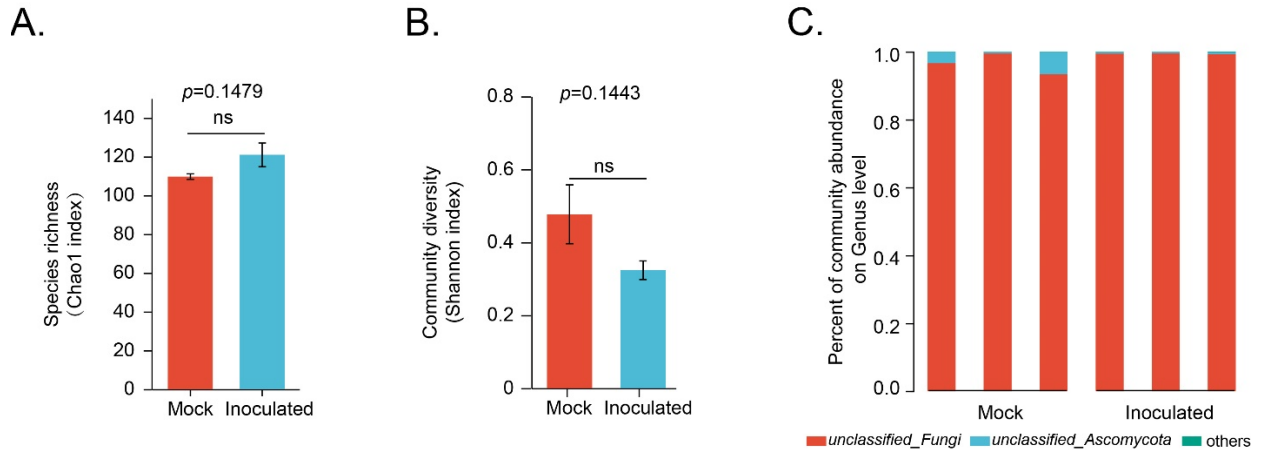 A.
p=0.1479
ns
140
120
100
80
60
40
20
0
Species richness
(Chao1 index)
Mock Inoculated
B.
p=0.1443
ns
0.8
0.6
0.4
0.2
0
Community diversity
(Shannon index)
Mock Inoculated
C.
1.0
0.8
0.6
0.4
0.2
0.0
Percent of community abundance
on Genus level
Mock Inoculated
unclassified_Fungi unclassified_Ascomycota others